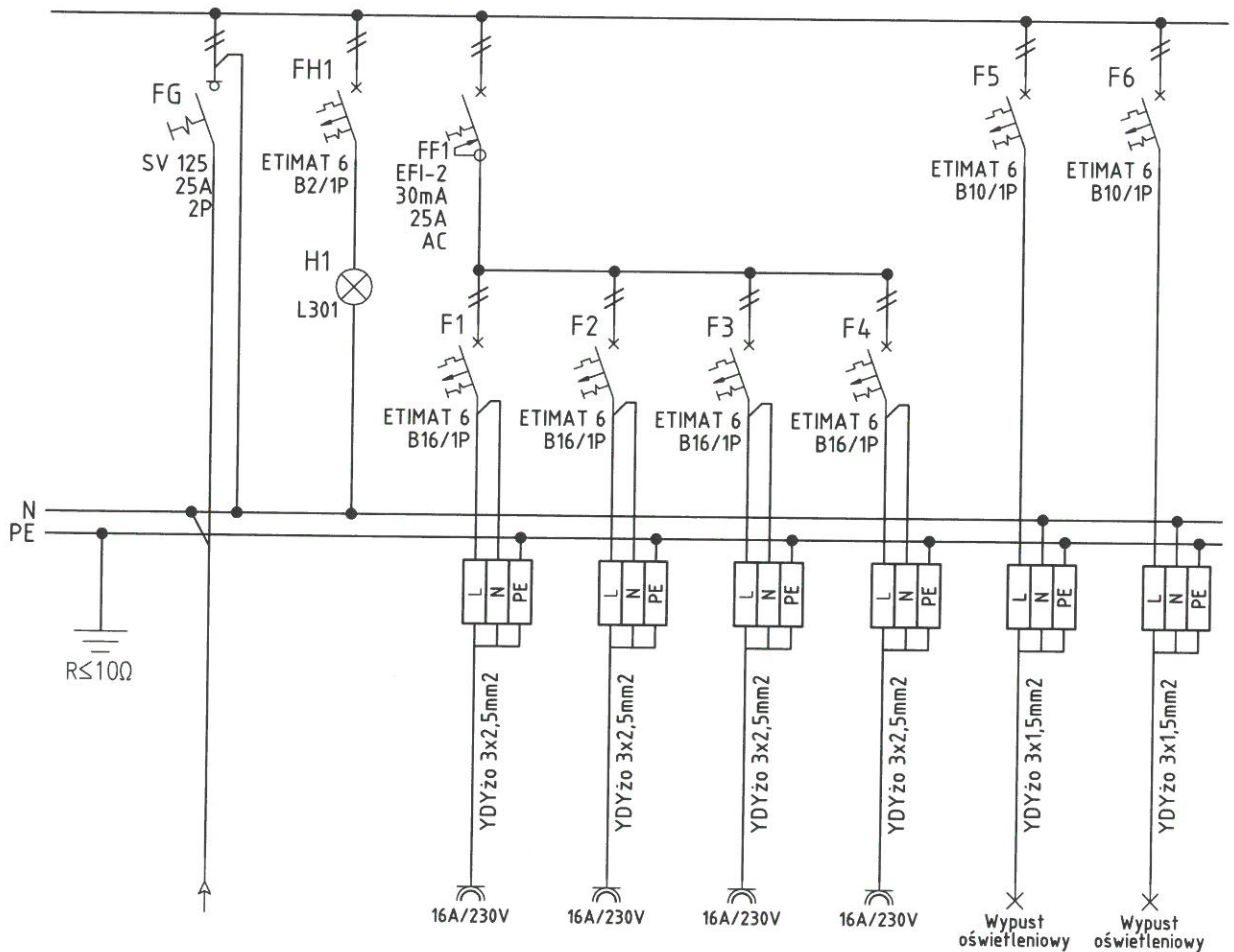 FG
SV 125
25A
2P
FH1
ETIMAT 6
B2/1P
H1
L301
FF1
EFI-2
30mA
25A
AC
F5
ETIMAT 6
B10/1P
F6
ETIMAT 6
B10/1P
F1
ETIMAT 6
B16/1P
F2
ETIMAT 6
B16/1P
F3
ETIMAT 6
B16/1P
F4
ETIMAT 6
B16/1P
N
PE
R≤10Ω
L N PE
L N PE
L N PE
L N PE
L N PE
L N PE
YDYżo 3x2,5mm2
YDYżo 3x2,5mm2
YDYżo 3x2,5mm2
YDYżo 3x2,5mm2
YDYżo 3x1,5mm2
YDYżo 3x1,5mm2
16A/230V
16A/230V
16A/230V
16A/230V
Wypust
oświetleniowy
Wypust
oświetleniowy